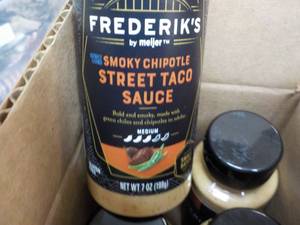 FREDERIK'S
by meijer™
SMOKY CHIPOTLE
STREET TACO
SAUCE
Bold and smoky, made with
green chiles and chipotles in adobo
MEDIUM
NET WT 7 OZ (198g)